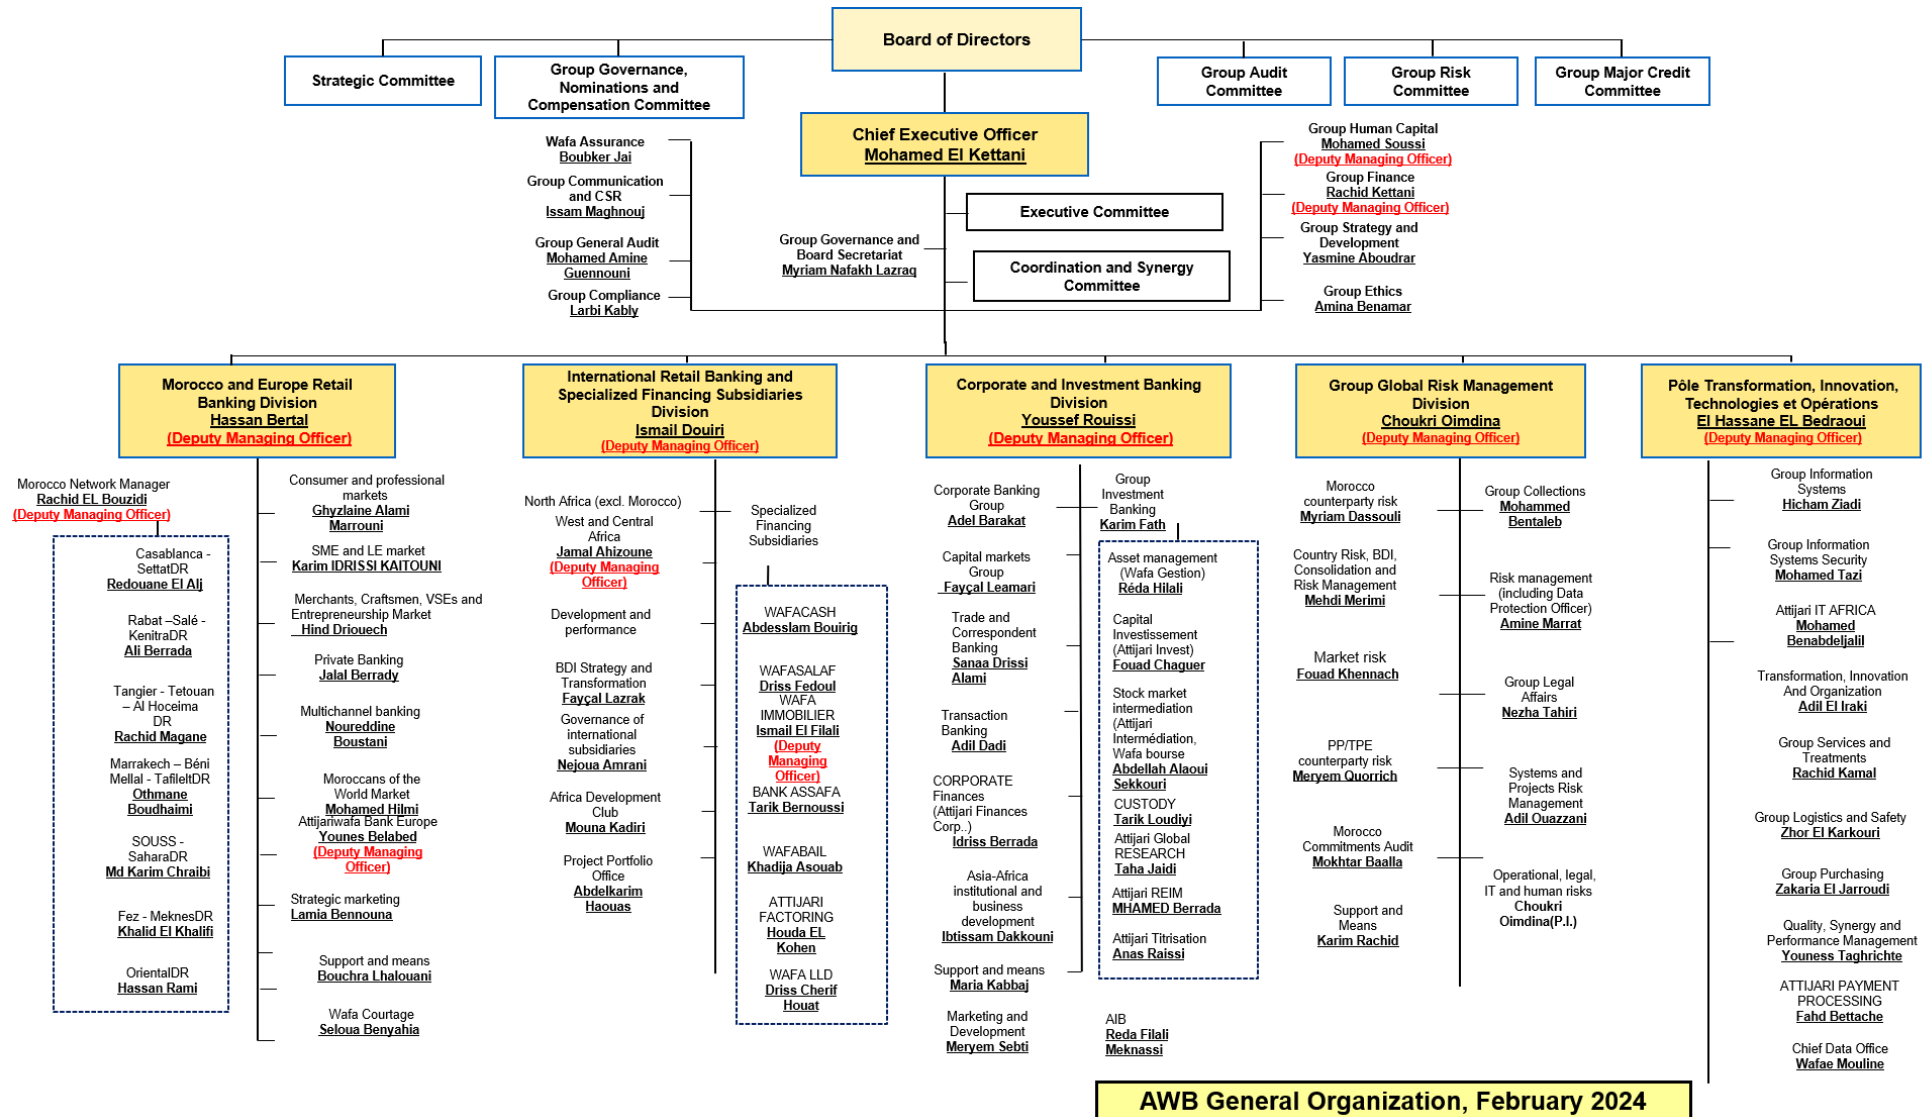 Board of Directors
Strategic Committee
Group Governance,
Nominations and
Compensation Committee
Group Audit
Committee
Group Risk
Committee
Group Major Credit
Committee
Chief Executive Officer
Mohamed El Kettani
Wafa Assurance
Boubker Jai
Group Communication
and CSR
Issam Maghnouj
Group General Audit
Mohamed Amine
Guennouni
Group Compliance
Larbi Kably
Executive Committee
Group Governance and
Board Secretariat
Myriam Nafakh Lazraq
Coordination and Synergy
Committee
Group Human Capital
Mohamed Soussi
(Deputy Managing Officer)
Group Finance
Rachid Kettani
(Deputy Managing Officer)
Group Strategy and
Development
Yasmine Aboudrar
Group Ethics
Amina Benamar
Morocco and Europe Retail
Banking Division
Hassan Bertal
(Deputy Managing Officer)
International Retail Banking and
Specialized Financing Subsidiaries
Division
Ismail Douiri
(Deputy Managing Officer)
Corporate and Investment Banking
Division
Youssef Rouissi
(Deputy Managing Officer)
Group Global Risk Management
Division
Choukri Oimdina
(Deputy Managing Officer)
Pôle Transformation, Innovation,
Technologies et Opérations
El Hassane EL Bedraoui
(Deputy Managing Officer)
Morocco Network Manager
Rachid EL Bouzidi
(Deputy Managing Officer)
Casablanca -
SettatDR
Redouane El Alj
Rabat –Salé -
KenitraDR
Ali Berrada
Tangier - Tetouan
– Al Hoceima
DR
Rachid Magane
Marrakech – Béni
Mellal - TafileltDR
Othmane
Boudhaimi
SOUSS -
SaharaDR
Md Karim Chraibi
Fez - MeknesDR
Khalid El Khalifi
OrientalDR
Hassan Rami
Consumer and professional
markets
Ghyzlaine Alami
Marrouni
SME and LE market
Karim IDRISSI KAITOUNI
Merchants, Craftsmen, VSEs and
Entrepreneurship Market
Hind Driouech
Private Banking
Jalal Berrady
Multichannel banking
Noureddine
Boustani
Moroccans of the
World Market
Mohamed Hilmi
Attijariwafa Bank Europe
Younes Belabed
(Deputy Managing
Officer)
Strategic marketing
Lamia Bennouna
Support and means
Bouchra Lhalouani
Wafa Courtage
Seloua Benyahia
North Africa (excl. Morocco)
West and Central
Africa
Jamal Ahizoune
(Deputy Managing
Officer)
Development and
performance
BDI Strategy and
Transformation
Fayçal Lazrak
Governance of
international
subsidiaries
Nejoua Amrani
Africa Development
Club
Mouna Kadiri
Project Portfolio
Office
Abdelkarim
Haouas
Specialized
Financing
Subsidiaries
WAFACASH
Abdesslam Bouirig
WAFASALAF
Driss Fedoul
WAFA
IMMOBILIER
Ismail El Filali
(Deputy
Managing
Officer)
BANK ASSAFA
Tarik Bernoussi
WAFABAIL
Khadija Asouab
ATTIJARI
FACTORING
Houda EL
Kohen
WAFA LLD
Driss Cherif
Houat
Corporate Banking
Group
Adel Barakat
Capital markets
Group
Fayçal Leamari
Trade and
Correspondent
Banking
Sanaa Drissi
Alami
Transaction
Banking
Adil Dadi
CORPORATE
Finances
(Attijari Finances
Corp..)
Idriss Berrada
Asia-Africa
institutional and
business
development
Ibtissam Dakkouni
Support and means
Maria Kabbaj
Marketing and
Development
Meryem Sebti
Group
Investment
Banking
Karim Fath
Asset management
(Wafa Gestion)
Réda Hilali
Capital
Investissement
(Attijari Invest)
Fouad Chaguer
Stock market
intermediation
(Attijari
Intermédiation,
Wafa bourse
Abdellah Alaoui
Sekkouri
CUSTODY
Tarik Loudiyi
Attijari Global
RESEARCH
Taha Jaidi
Attijari REIM
MHAMED Berrada
Attijari Titrisation
Anas Raissi
AIB
Reda Filali
Meknassi
Morocco
counterparty risk
Myriam Dassouli
Country Risk, BDI,
Consolidation and
Risk Management
Mehdi Merimi
Market risk
Fouad Khennach
PP/TPE
counterparty risk
Meryem Quorrich
Morocco
Commitments Audit
Mokhtar Baalla
Support and
Means
Karim Rachid
Group Collections
Mohammed
Bentaleb
Risk management
(including Data
Protection Officer)
Amine Marrat
Group Legal
Affairs
Nezha Tahiri
Systems and
Projects Risk
Management
Adil Ouazzani
Operational, legal,
IT and human risks
Choukri
Oimdina(P.I.)
Group Information
Systems
Hicham Ziadi
Group Information
Systems Security
Mohamed Tazi
Attijari IT AFRICA
Mohamed
Benabdeljalil
Transformation, Innovation
And Organization
Adil El Iraki
Group Services and
Treatments
Rachid Kamal
Group Logistics and Safety
Zhor El Karkouri
Group Purchasing
Zakaria El Jarroudi
Quality, Synergy and
Performance Management
Youness Taghrichte
ATTIJARI PAYMENT
PROCESSING
Fahd Bettache
Chief Data Office
Wafae Mouline
AWB General Organization, February 2024